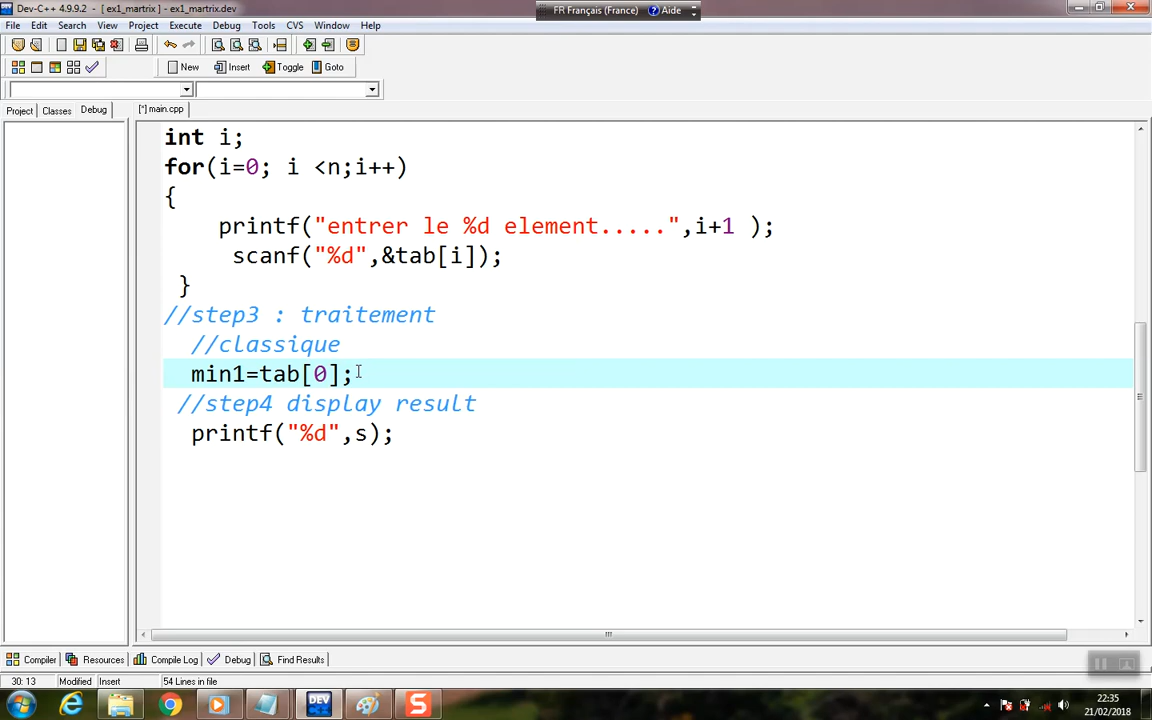 Dev-C++ 4.9.9.2 - [ ex1_martrix ] - ex1_martrix.dev
FR Français (France) Aide
File Edit Search View Project Execute Debug Tools CVS Window Help
New Insert Toggle Goto
Project Classes Debug [*] main.cpp
int i;
for(i=0; i <n;i++)
{
printf("entrer le %d element.....",i+1 );
scanf("%d",&tab[i]);
}
//step3 : traitement
//classique
min1=tab[0];
//step4 display result
printf("%d",s);
Compiler Resources Compile Log Debug Find Results
30: 13 Modified Insert 54 Lines in file
DEV S 22:35
21/02/2018